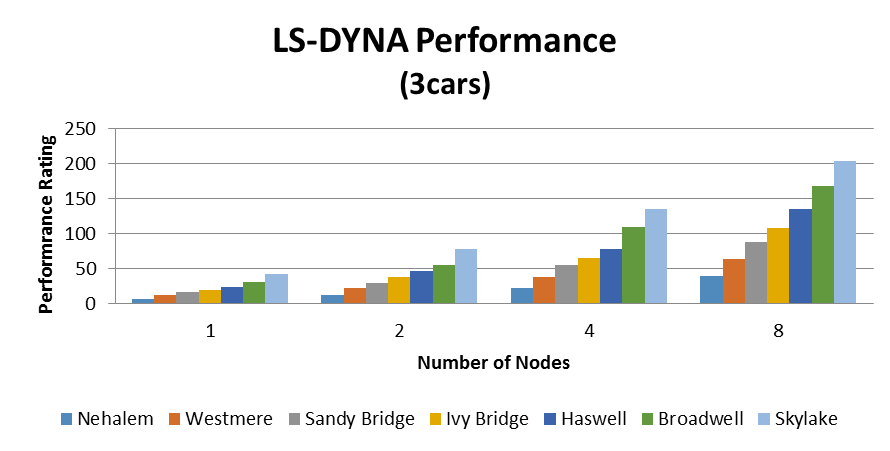 LS-DYNA Performance
(3cars)
Performrance Rating
250
200
150
100
50
0
1 2 4 8
Number of Nodes
Nehalem Westmere Sandy Bridge Ivy Bridge Haswell Broadwell Skylake